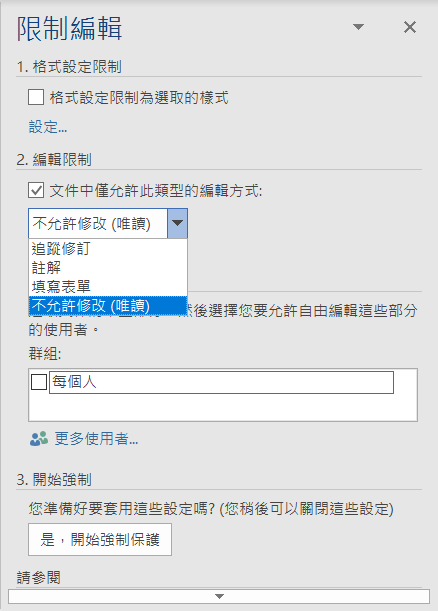 限制編輯
1. 格式設定限制
格式設定限制為選取的樣式
設定...
2. 編輯限制
文件中僅允許此類型的編輯方式:
不允許修改 (唯讀)
追蹤修訂
註解
填寫表單
不允許修改 (唯讀)
然後選擇您要允許自由編輯這些部分
的使用者。
群組:
每個人
更多使用者...
3. 開始強制
您準備好要套用這些設定嗎? (您稍後可以關閉這些設定)
是，開始強制保護
請參閱